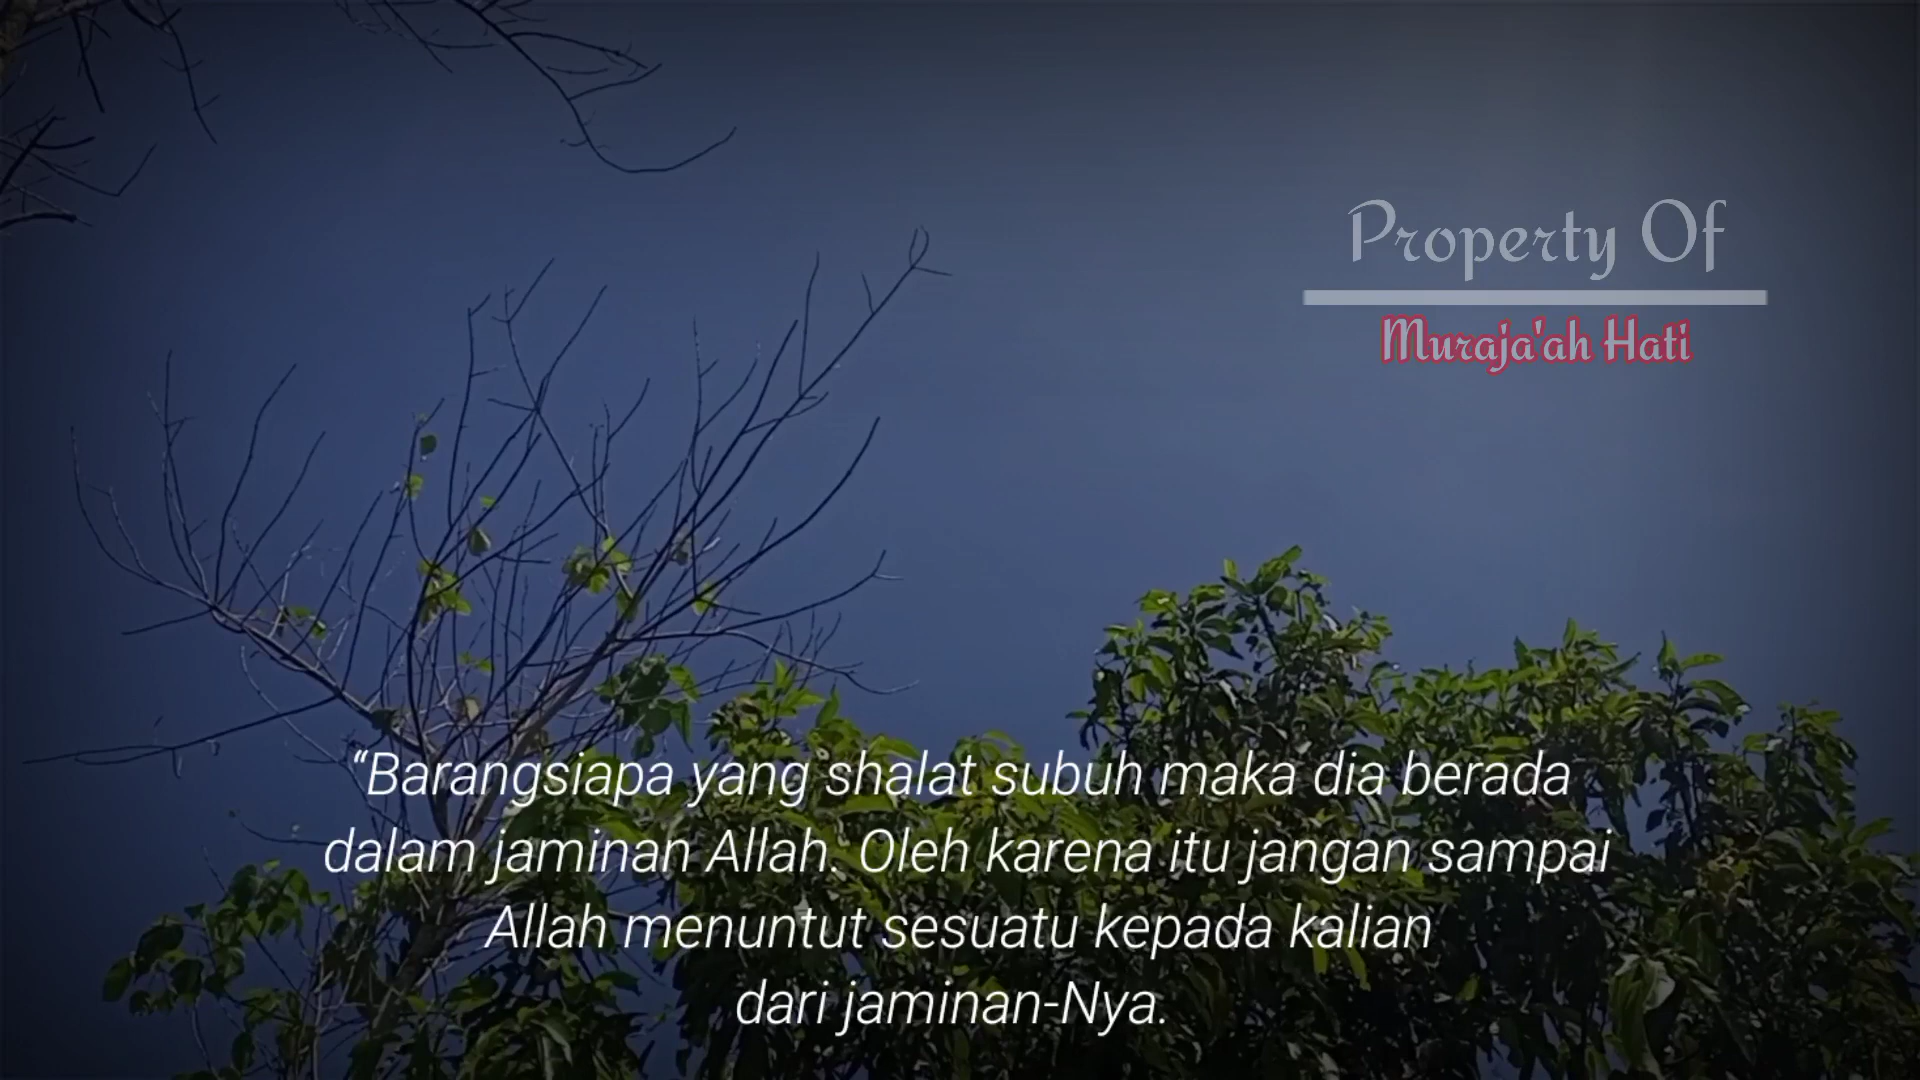 Property Of
Muraja'ah Hati
“Barangsiapa yang shalat subuh maka dia berada
dalam jaminan Allah. Oleh karena itu jangan sampai
Allah menuntut sesuatu kepada kalian
dari jaminan-Nya.